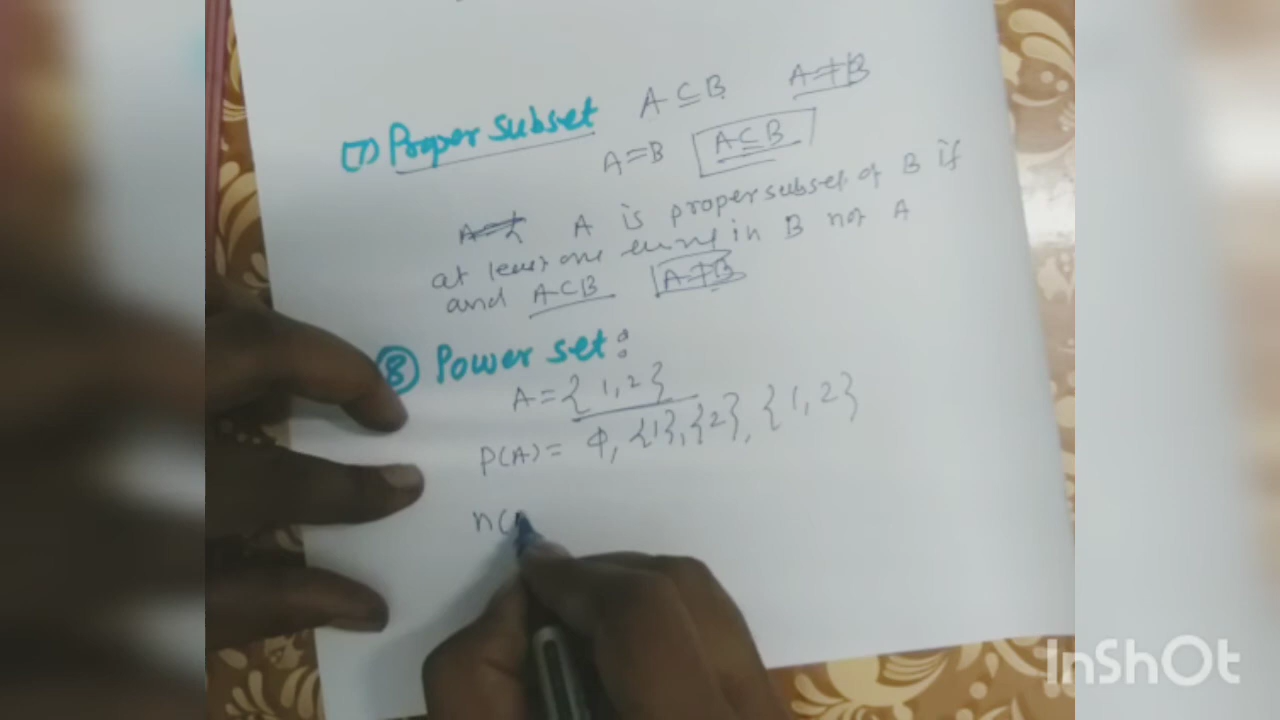 (7) Proper subset A ⊆ B A≠B
A=B A⊆B
A is proper subset of B if
at least one in B not A
and A⊂B A≠B
⑧ Power set:
A={1,2}
P(A)= ϕ, {1},{2}, {1,2}
n(
InShOt